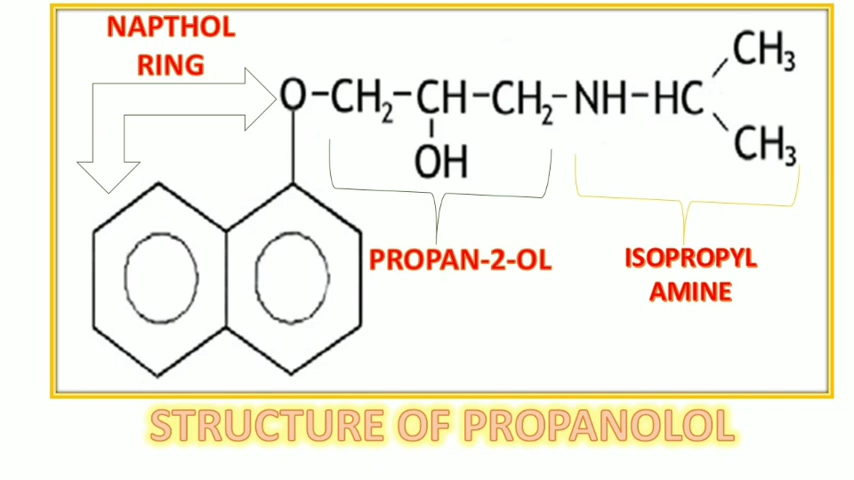 NAPTHOL
RING
O-CH₂-CH-CH₂-NH-HC
CH₃
CH₃
OH
PROPAN-2-OL
ISOPROPYL
AMINE
STRUCTURE OF PROPANOLOL